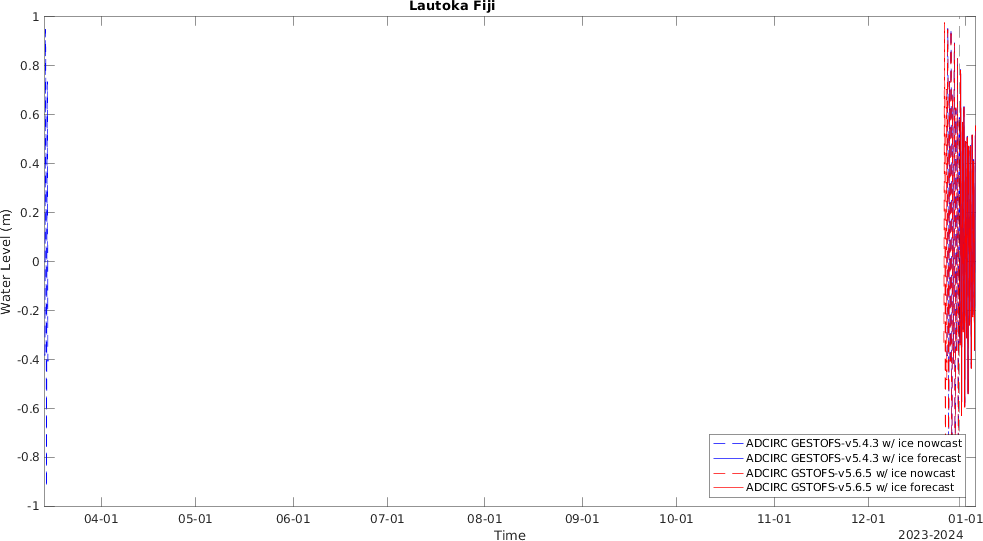 Lautoka Fiji
1
0.8
0.6
0.4
0.2
0
-0.2
-0.4
-0.6
-0.8
-1
Water Level (m)
ADCIRC GESTOFS-v5.4.3 w/ ice nowcast
ADCIRC GESTOFS-v5.4.3 w/ ice forecast
ADCIRC GSTOFS-v5.6.5 w/ ice nowcast
ADCIRC GSTOFS-v5.6.5 w/ ice forecast
04-01 05-01 06-01 07-01 08-01 09-01 10-01 11-01 12-01 01-01
Time
2023-2024